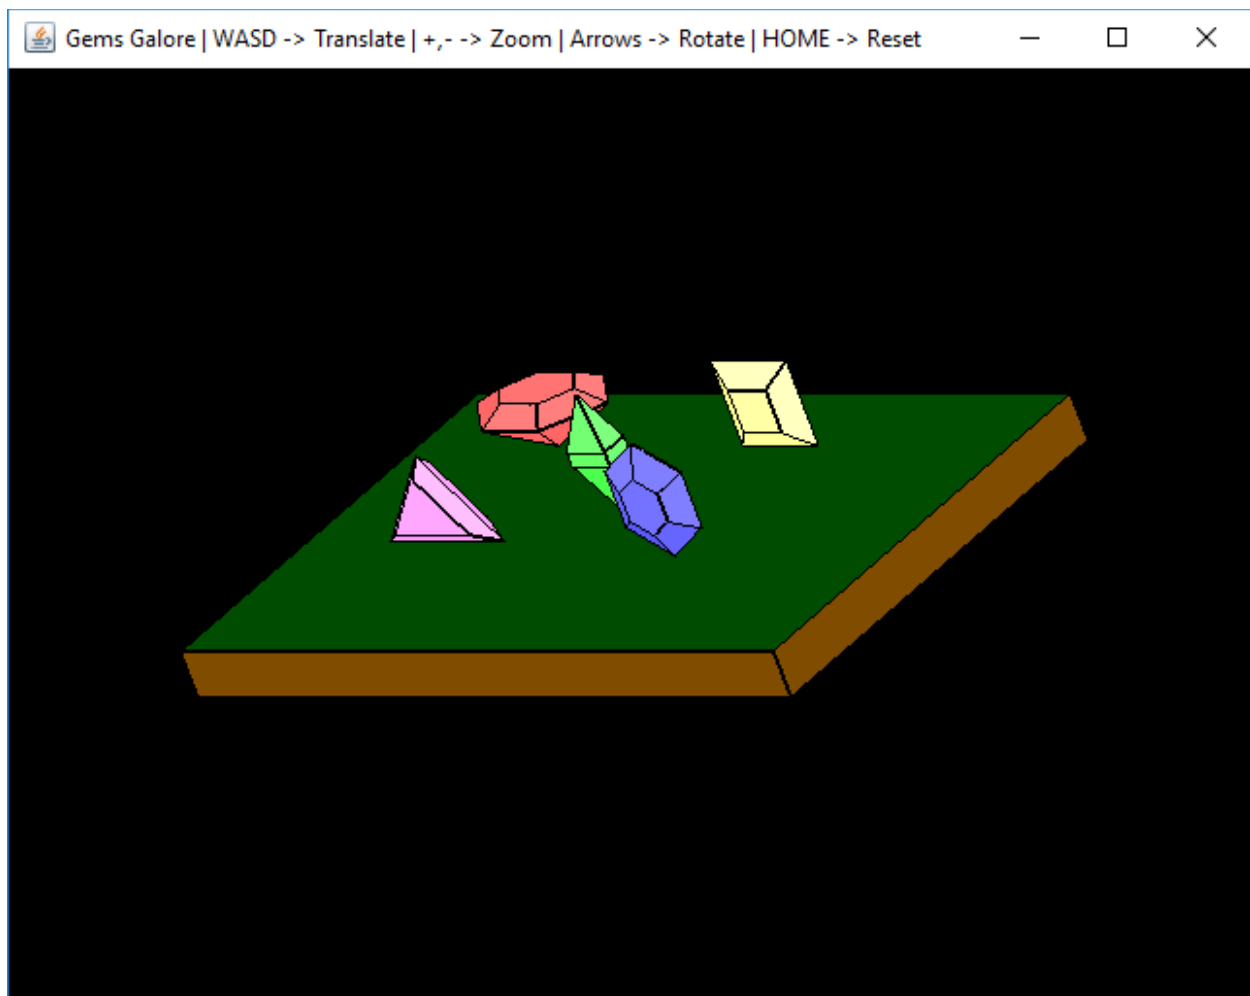 Gems Galore | WASD -> Translate | +,- -> Zoom | Arrows -> Rotate | HOME -> Reset